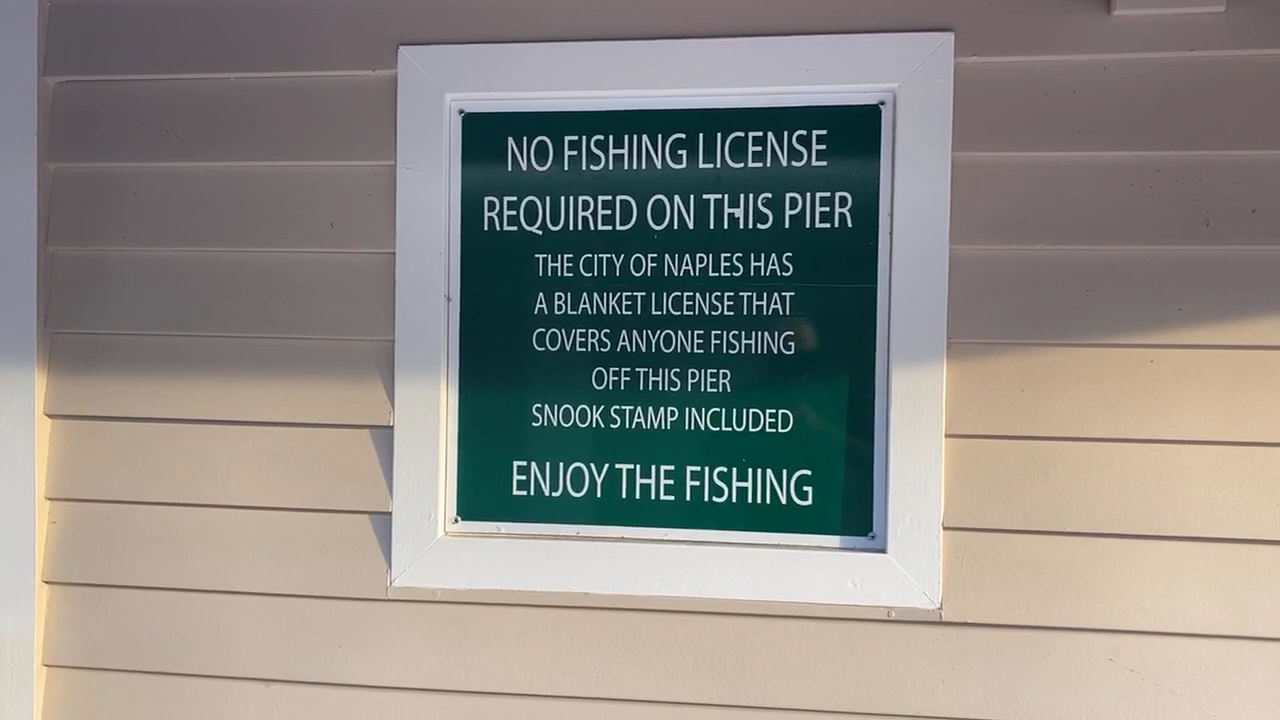 NO FISHING LICENSE
REQUIRED ON THIS PIER
THE CITY OF NAPLES HAS
A BLANKET LICENSE THAT
COVERS ANYONE FISHING
OFF THIS PIER
SNOOK STAMP INCLUDED
ENJOY THE FISHING